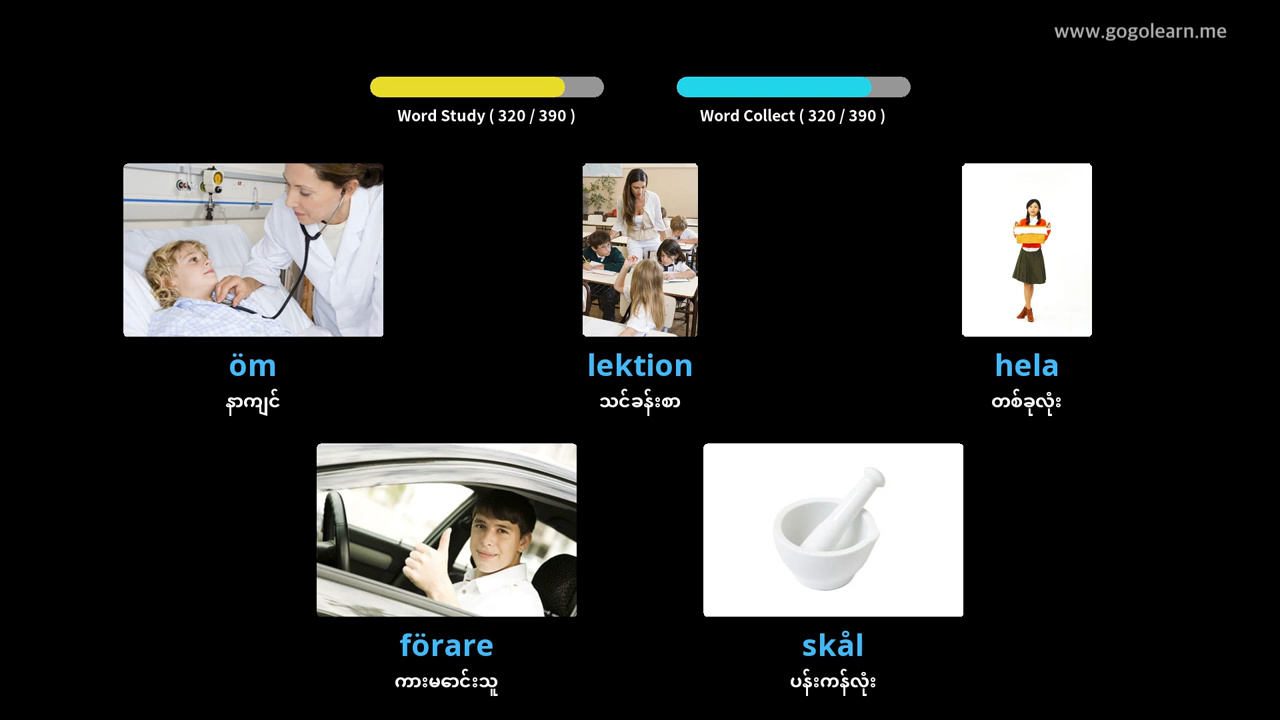 www.gogolearn.me
Word Study ( 320 / 390 )
Word Collect ( 320 / 390 )
öm
နာကျင်
lektion
သင်ခန်းစာ
hela
တစ်ခုလုံး
förare
ကားမောင်းသူ
skål
ပန်းကန်လုံး